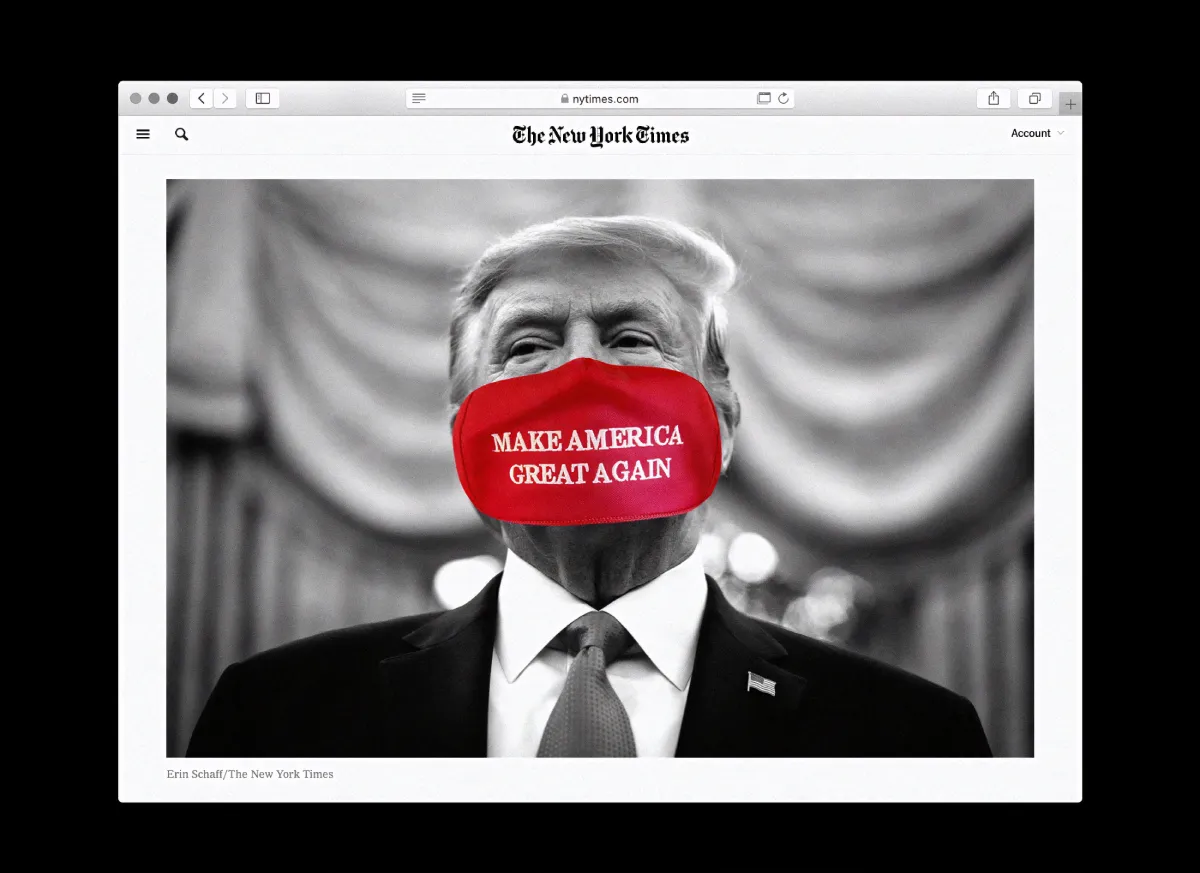 nytimes.com
The New York Times
Account
MAKE AMERICA
GREAT AGAIN
Erin Schaff/The New York Times